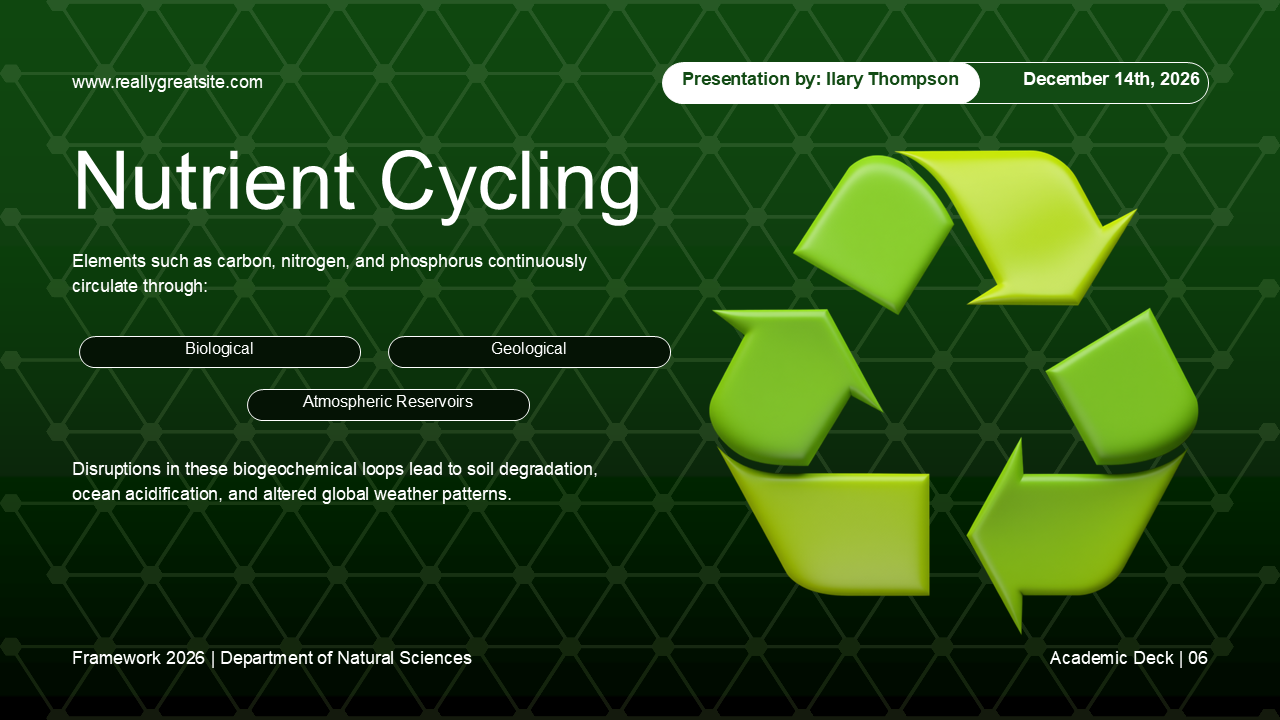 www.reallygreatsite.com
Presentation by: Ilary Thompson
December 14th, 2026
Nutrient Cycling
Elements such as carbon, nitrogen, and phosphorus continuously
circulate through:
Biological
Geological
Atmospheric Reservoirs
Disruptions in these biogeochemical loops lead to soil degradation,
ocean acidification, and altered global weather patterns.
Framework 2026 | Department of Natural Sciences
Academic Deck | 06